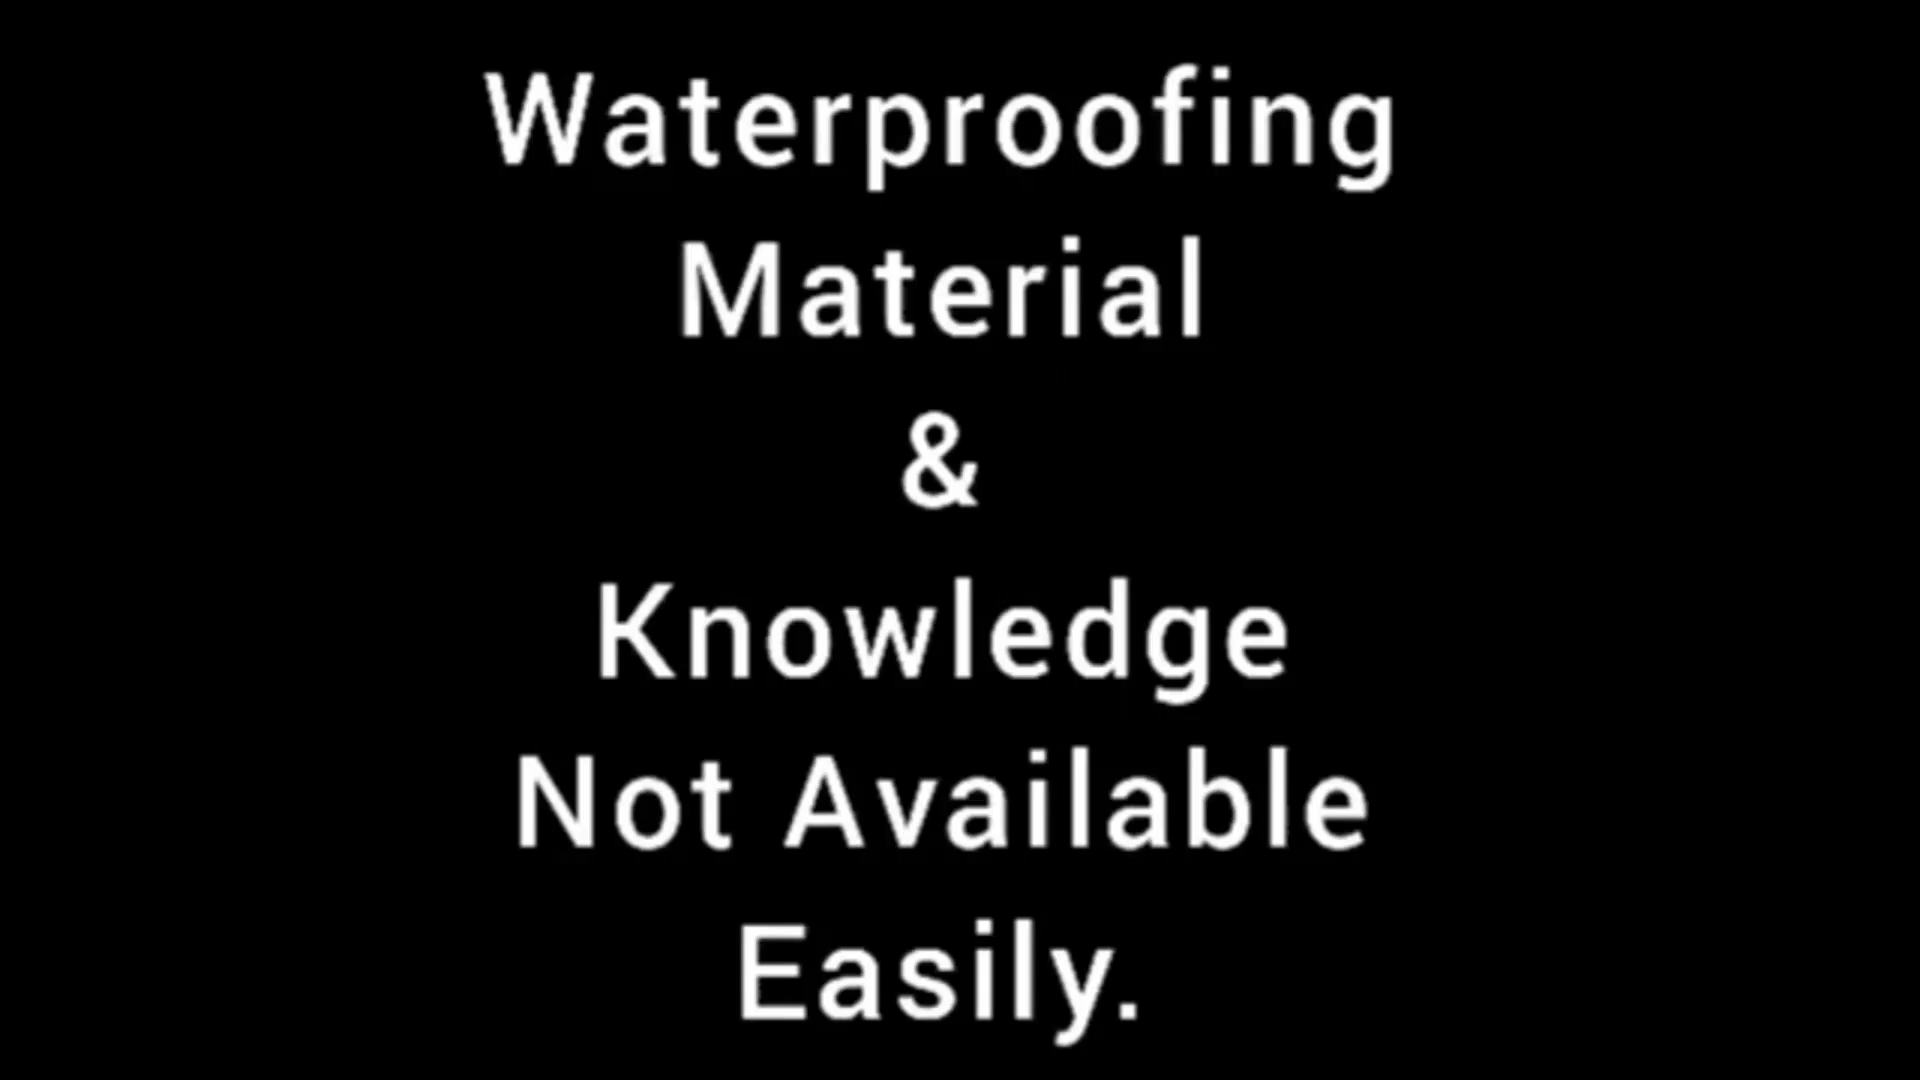 Waterproofing
Material
&
Knowledge
Not Available
Easily.